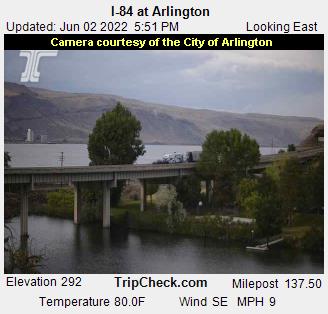 I-84 at Arlington
Updated: Jun 02 2022 5:51 PM Looking East
Camera courtesy of the City of Arlington
Elevation 292 TripCheck.com Milepost 137.50
Temperature 80.0F Wind SE MPH 9